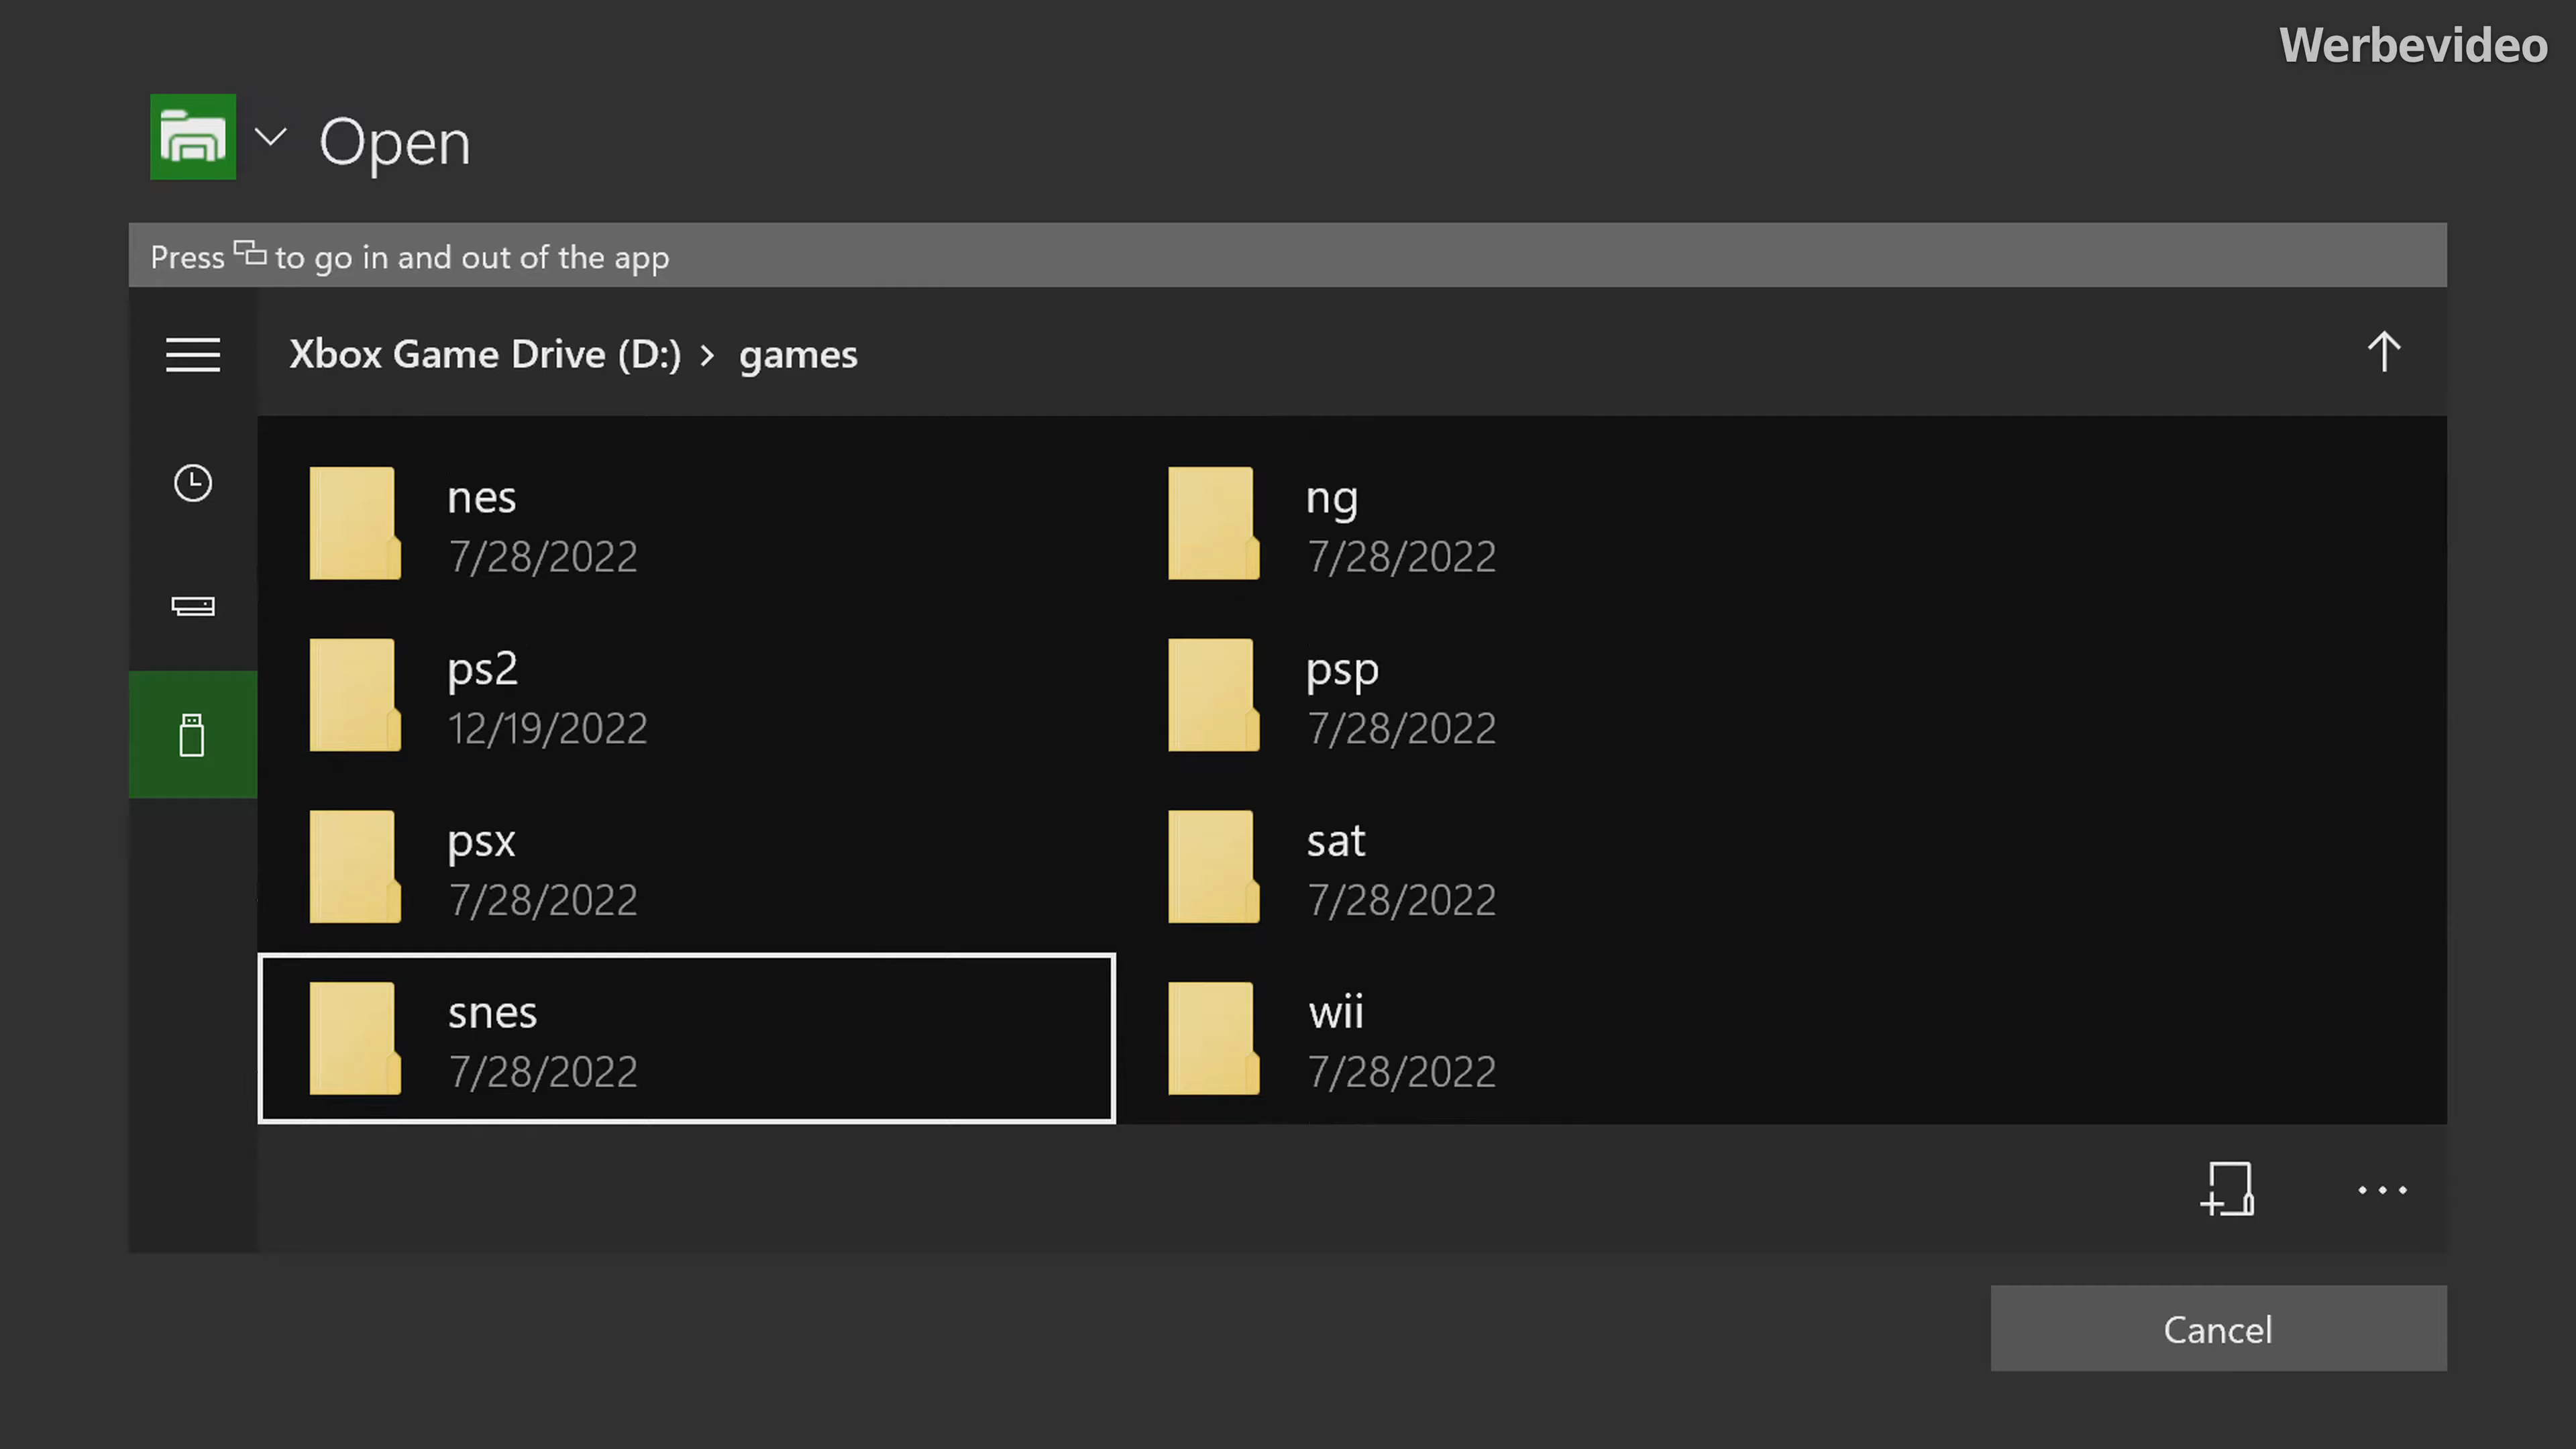 Werbevideo
Open
Press to go in and out of the app
Xbox Game Drive (D:) > games
nes
7/28/2022
ng
7/28/2022
ps2
12/19/2022
psp
7/28/2022
psx
7/28/2022
sat
7/28/2022
snes
7/28/2022
wii
7/28/2022
Cancel